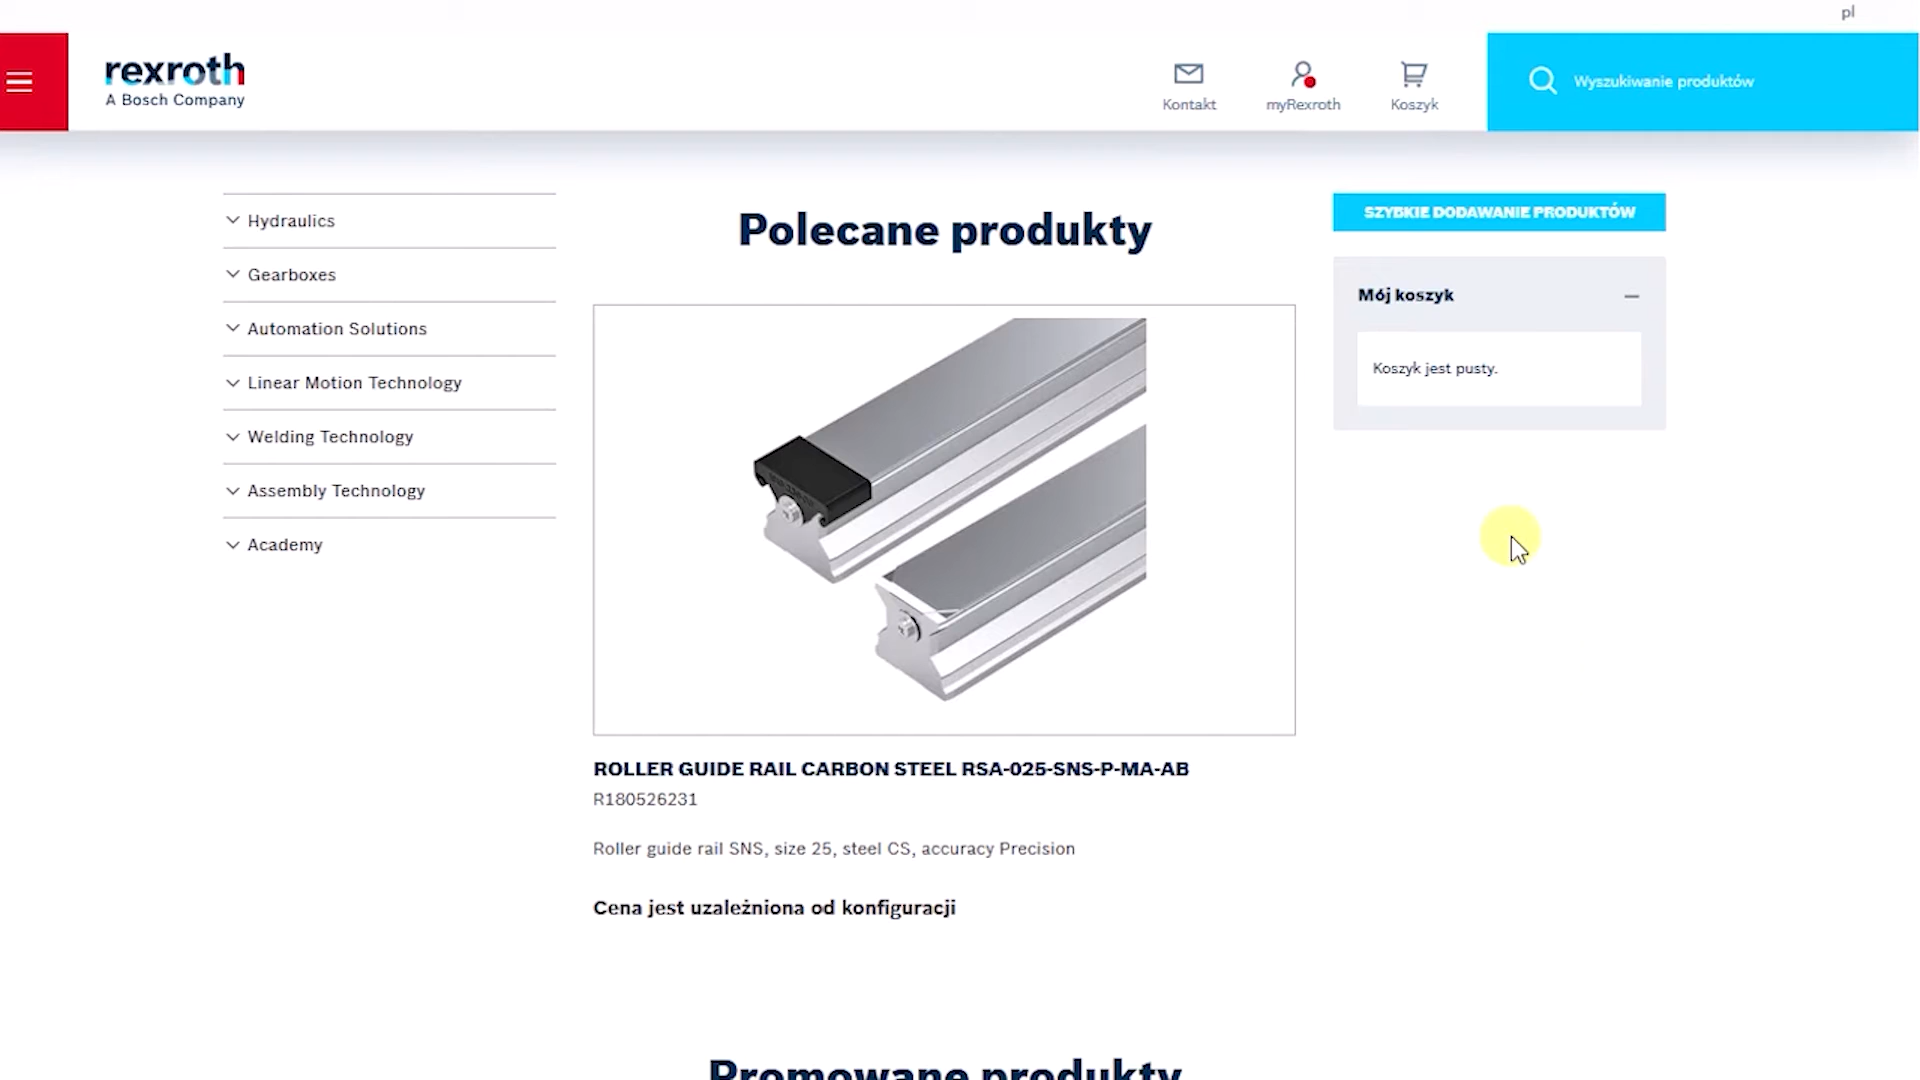 pl
rexroth
A Bosch Company
Kontakt
myRexroth
Koszyk
Wyszukiwanie produktów
Hydraulics
Gearboxes
Automation Solutions
Linear Motion Technology
Welding Technology
Assembly Technology
Academy
Polecane produkty
ROLLER GUIDE RAIL CARBON STEEL RSA-025-SNS-P-MA-AB
R180526231
Roller guide rail SNS, size 25, steel CS, accuracy Precision
Cena jest uzależniona od konfiguracji
SZYBKIE DODAWANIE PRODUKTÓW
Mój koszyk
Koszyk jest pusty.
Promowane produkty